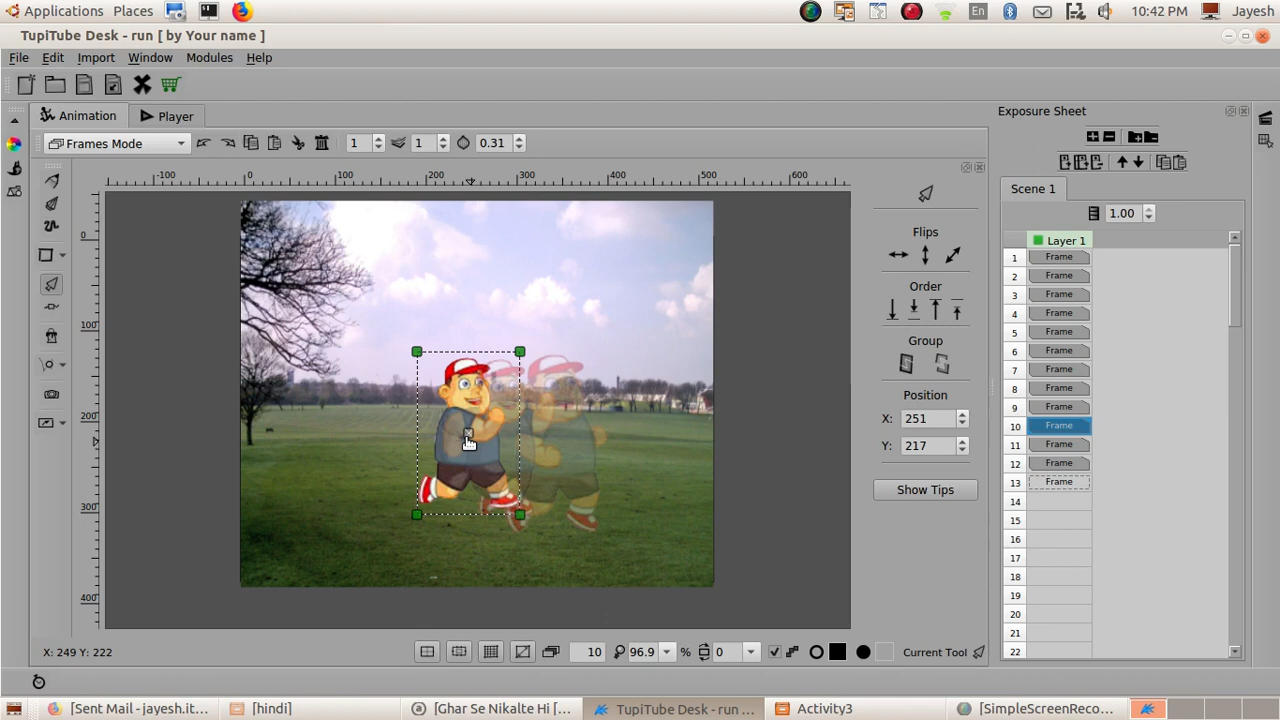 Applications Places En 10:42 PM Jayesh
TupiTube Desk - run [ by Your name ]
File Edit Import Window Modules Help
Animation Player
Exposure Sheet
Frames Mode 1 1 0.31
-100 0 100 200 300 400 500 600
Scene 1
1.00
Layer 1
1 Frame
2 Frame
3 Frame
4 Frame
5 Frame
6 Frame
7 Frame
8 Frame
9 Frame
10 Frame
11 Frame
12 Frame
13 Frame
14
15
16
17
18
19
20
21
22
0
100
200
300
400
Flips
Order
Group
Position
X: 251
Y: 217
Show Tips
X: 249 Y: 222 10 96.9 % 0 Current Tool
[Sent Mail - jayesh.it... [hindi] [Ghar Se Nikalte Hi [... TupiTube Desk - run ... Activity3 [SimpleScreenReco...